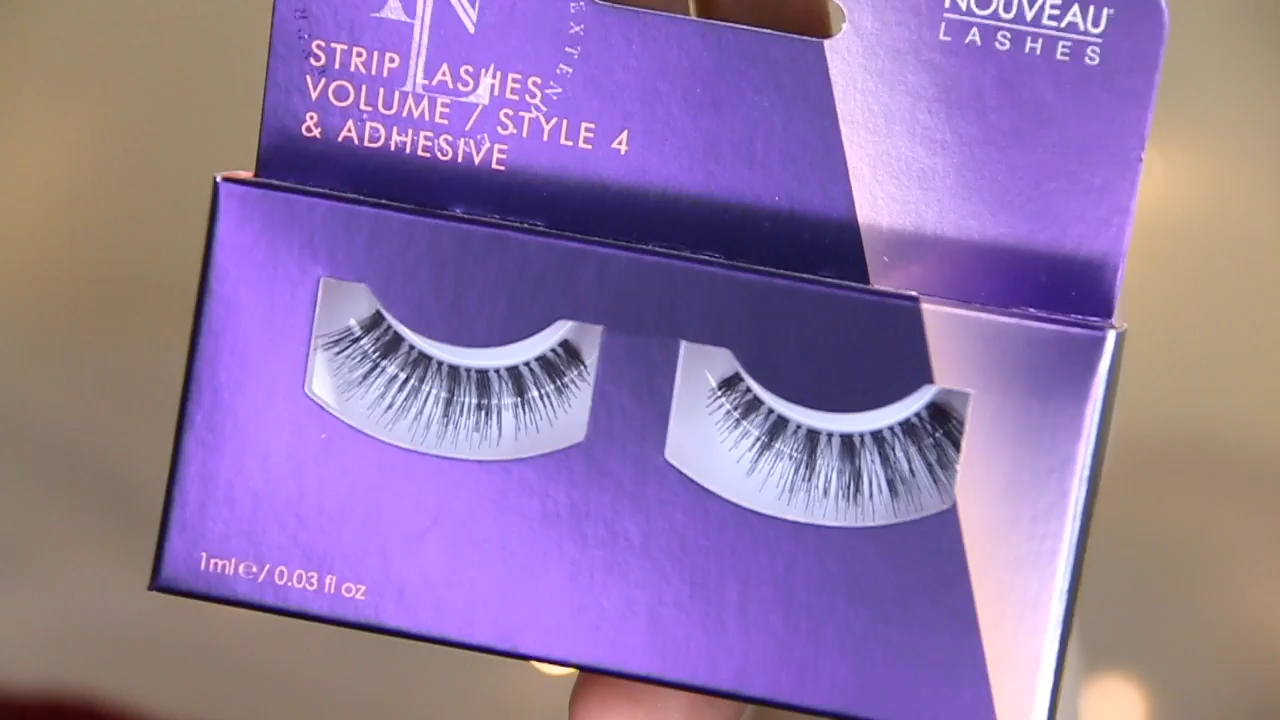 NOUVEAU
LASHES
STRIP LASHES
VOLUME / STYLE 4
& ADHESIVE
1ml ℮ / 0.03 fl oz